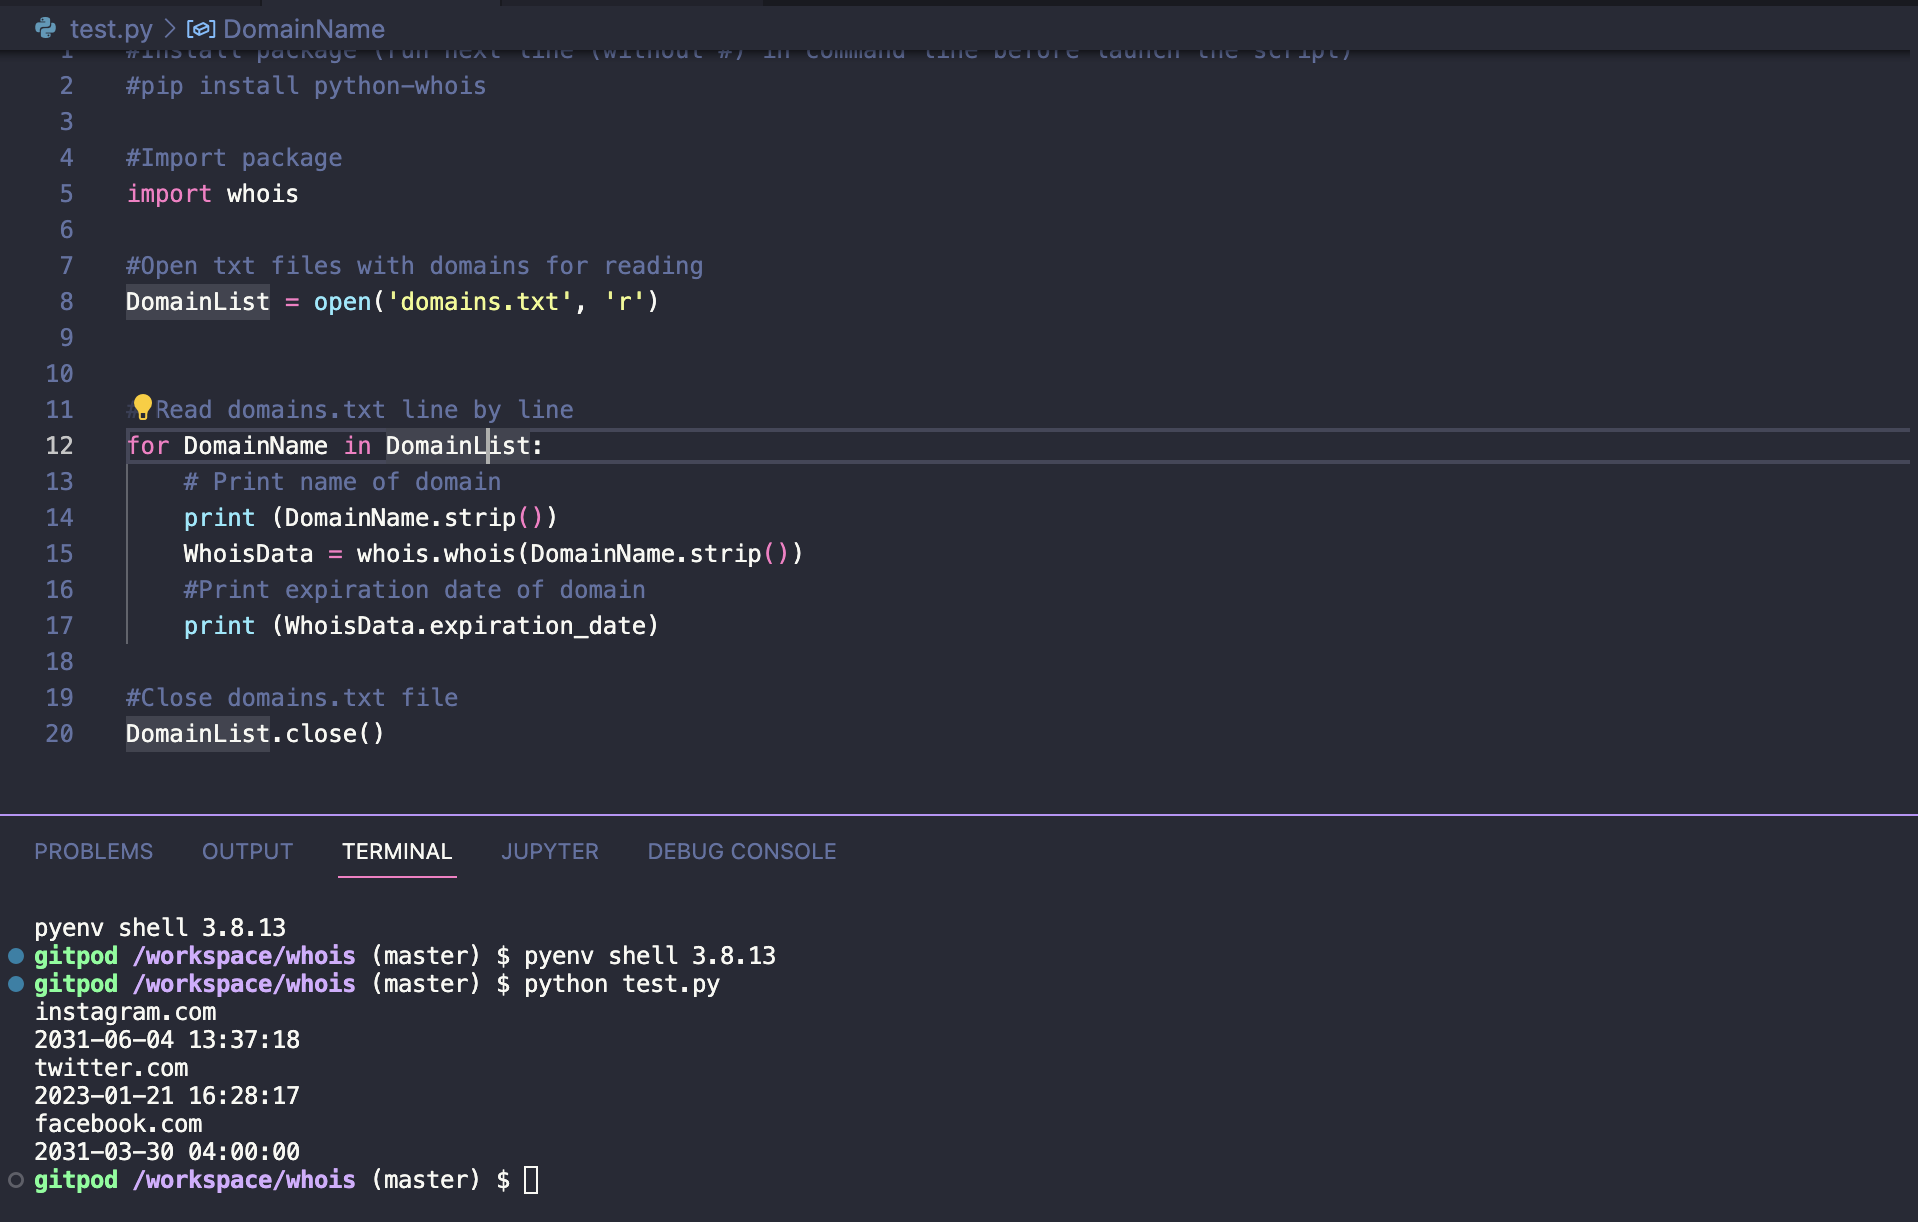 test.py > DomainName
1 #Install package (run next line (without #) in command line before launch the script)
2 #pip install python-whois
3
4 #Import package
5 import whois
6
7 #Open txt files with domains for reading
8 DomainList = open('domains.txt', 'r')
9
10
11 # Read domains.txt line by line
12 for DomainName in DomainList:
13 # Print name of domain
14 print (DomainName.strip())
15 WhoisData = whois.whois(DomainName.strip())
16 #Print expiration date of domain
17 print (WhoisData.expiration_date)
18
19 #Close domains.txt file
20 DomainList.close()
PROBLEMS OUTPUT TERMINAL JUPYTER DEBUG CONSOLE
pyenv shell 3.8.13
gitpod /workspace/whois (master) $ pyenv shell 3.8.13
gitpod /workspace/whois (master) $ python test.py
instagram.com
2031-06-04 13:37:18
twitter.com
2023-01-21 16:28:17
facebook.com
2031-03-30 04:00:00
gitpod /workspace/whois (master) $